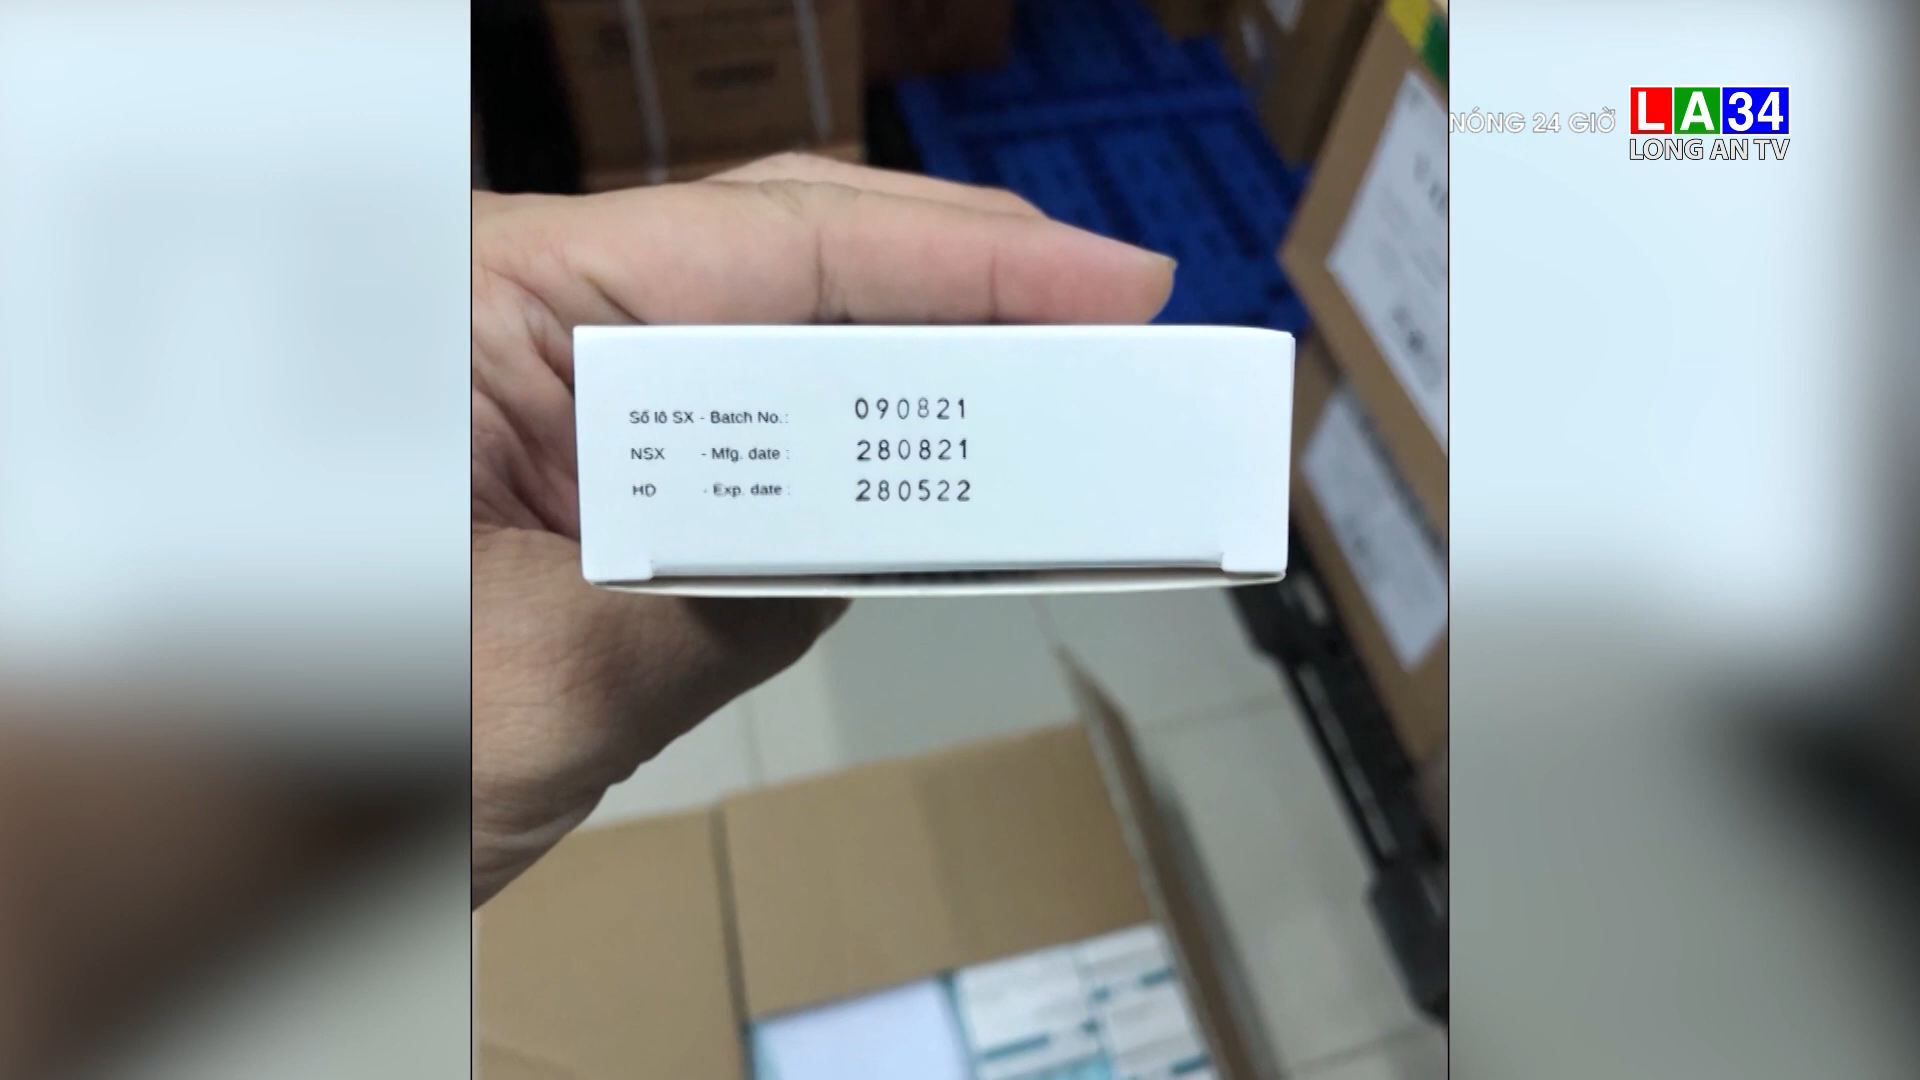 NÓNG 24 GIỜ
LA34
LONG AN TV
Số lô SX - Batch No.: 090821
NSX - Mfg. date : 280821
HD - Exp. date : 280522